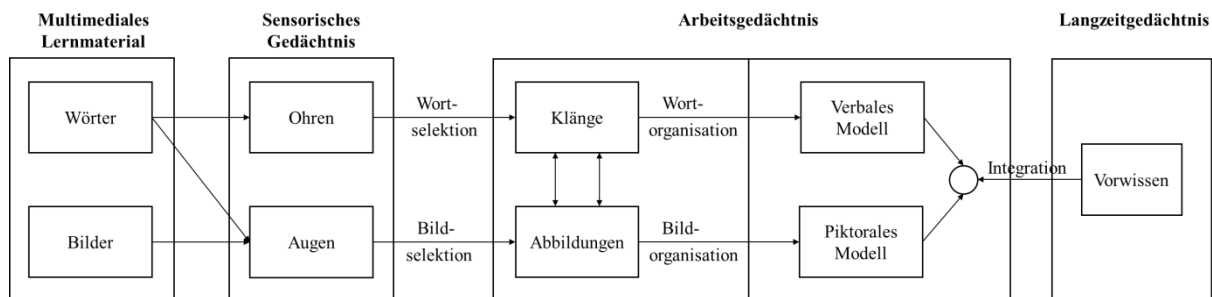 Multimediales
Lernmaterial
Sensorisches
Gedächtnis
Arbeitsgedächtnis
Langzeitgedächtnis
Wörter
Ohren
Wort-
selektion
Klänge
Wort-
organisation
Verbales
Modell
Integration
Vorwissen
Bilder
Augen
Bild-
selektion
Abbildungen
Bild-
organisation
Piktorales
Modell